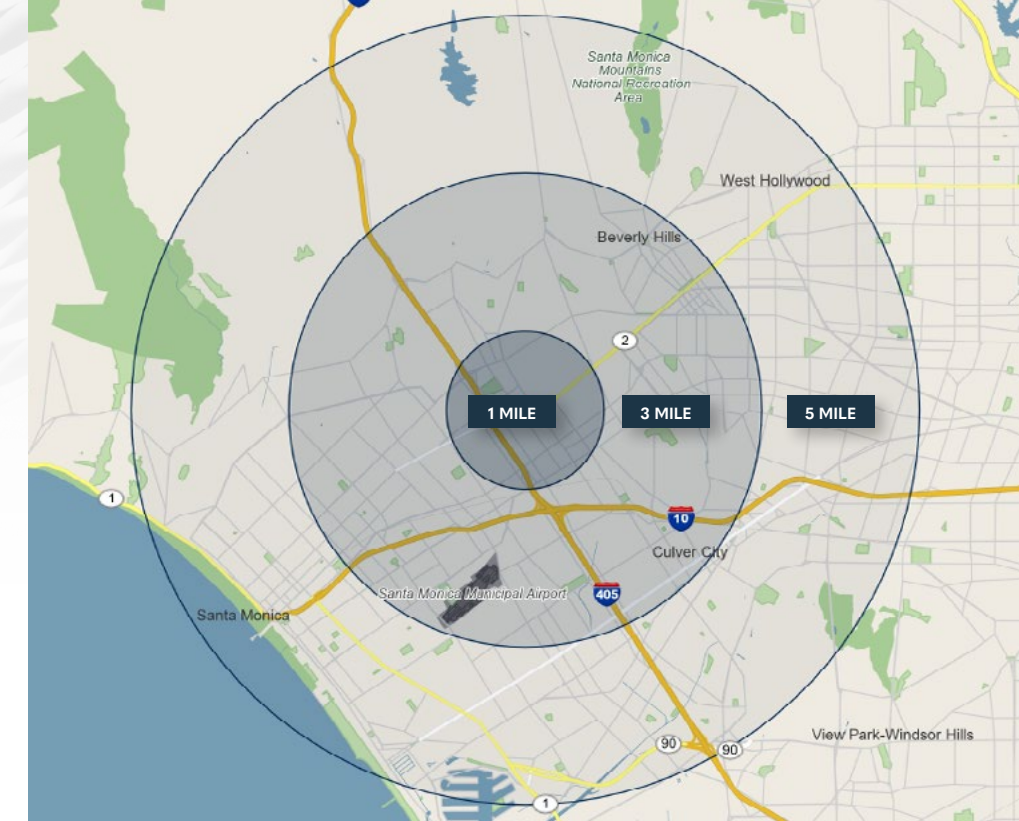 Santa Monica
Mountains
National Recreation
Area
West Hollywood
Beverly Hills
2
1 MILE
3 MILE
5 MILE
1
10
Culver City
Santa Monica Municipal Airport
405
Santa Monica
View Park-Windsor Hills
90
90
1